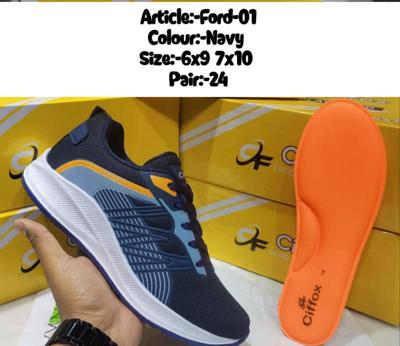 Article:-Ford-01
Colour:-Navy
Size:-6x9 7x10
Pair:-24
Ciffox